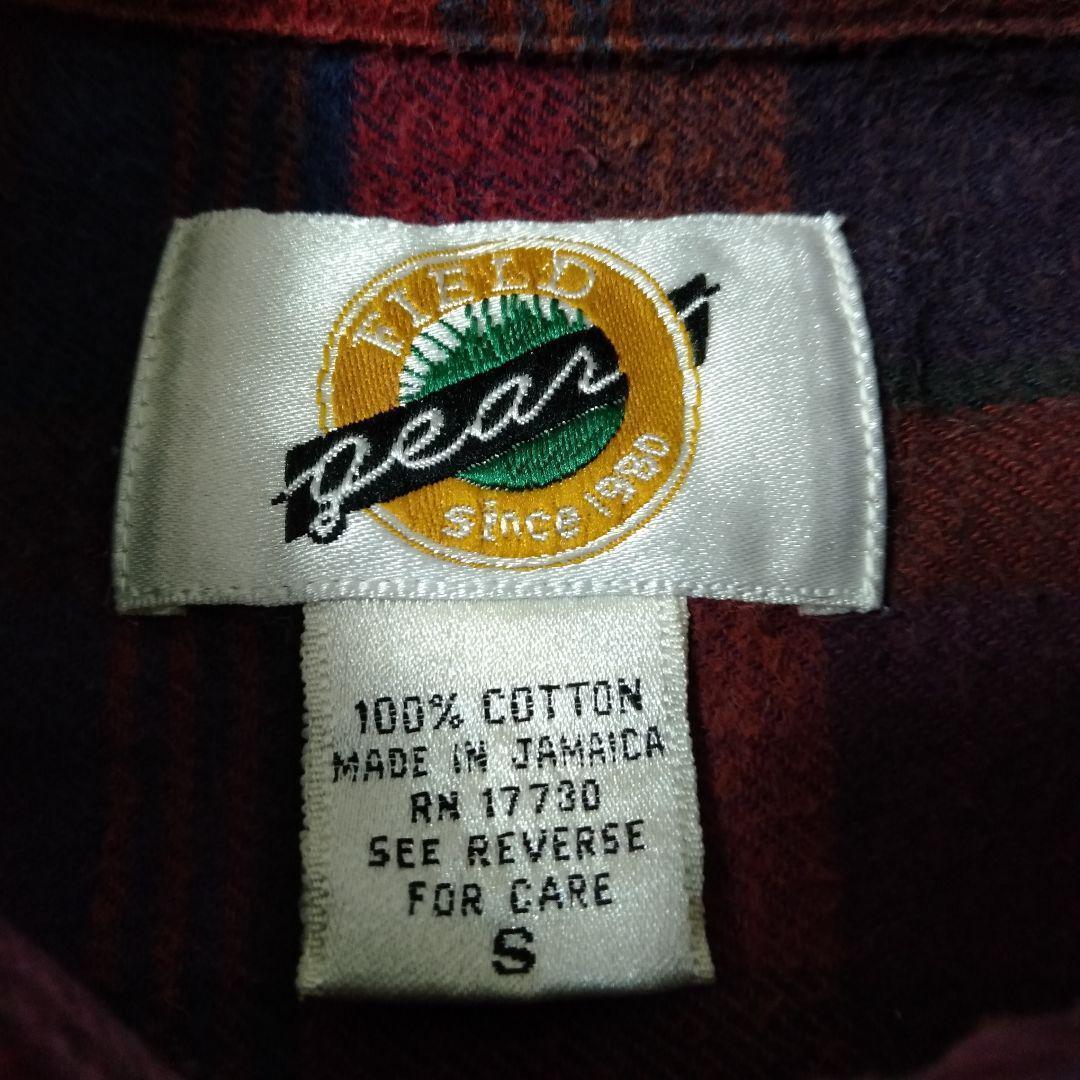 FIELD
gear
Since 1980
100% COTTON
MADE IN JAMAICA
RN 17730
SEE REVERSE
FOR CARE
S